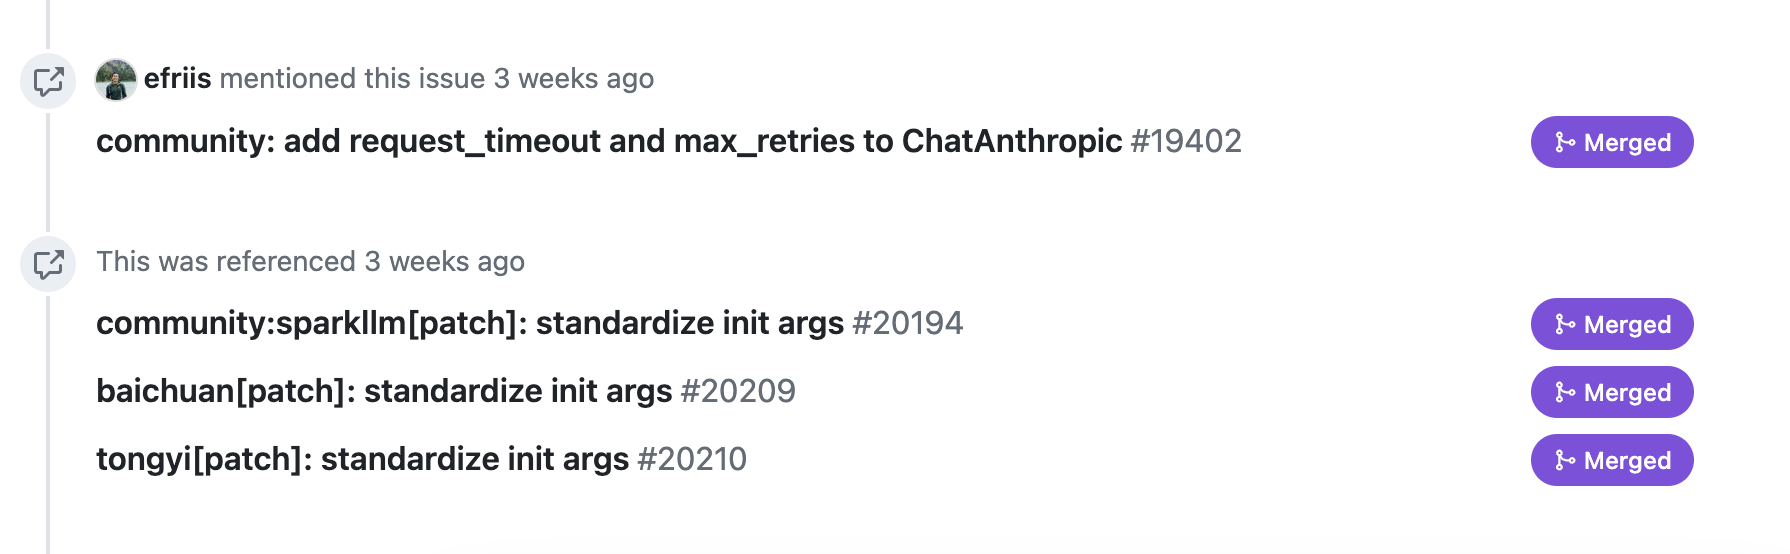 efriis mentioned this issue 3 weeks ago
community: add request_timeout and max_retries to ChatAnthropic #19402
Merged
This was referenced 3 weeks ago
community:sparkllm[patch]: standardize init args #20194
Merged
baichuan[patch]: standardize init args #20209
Merged
tongyi[patch]: standardize init args #20210
Merged